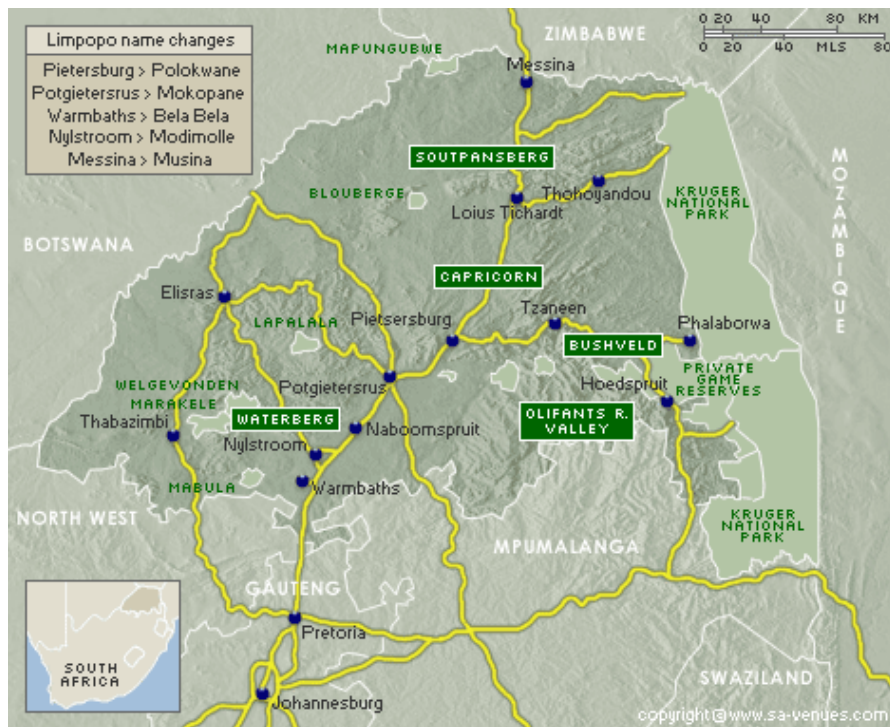 Limpopo name changes
Pietersburg > Polokwane
Potgietersrus > Mokopane
Warmbaths > Bela Bela
Nylstroom > Modimolle
Messina > Musina
0 20 40 80 KM
0 20 40 MLS 80
ZIMBABWE
MAPUNGUBWE
Messina
SOUTPANSBERG
MOZAMBIQUE
Thohoyandou
BLOUBERGE
KRUGER
NATIONAL
PARK
Loius Tichardt
BOTSWANA
CAPRICORN
Elisras
Tzaneen
Pietsersburg
LAPALALA
Phalaborwa
BUSHVELD
PRIVATE
GAME
RESERVES
Hoedspruit
Potgietersrus
WELGEVONDEN
MARAKELE
WATERBERG
OLIFANTS R.
VALLEY
Thabazimbi
Naboomspruit
Nylstroom
MABULA
Warmbaths
NORTH WEST
KRUGER
NATIONAL
PARK
MPUMALANGA
GAUTENG
Pretoria
SOUTH
AFRICA
SWAZILAND
Johannesburg
copyright@www.sa-venues.com